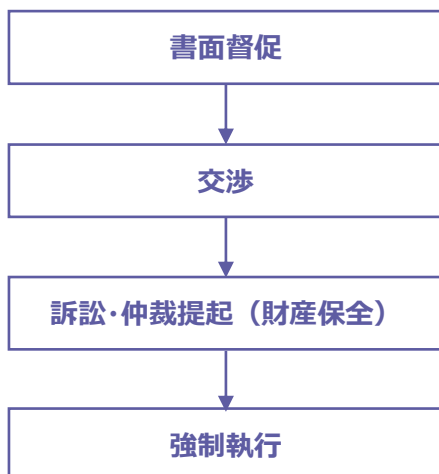 書面督促
交渉
訴訟･仲裁提起（財産保全）
強制執行